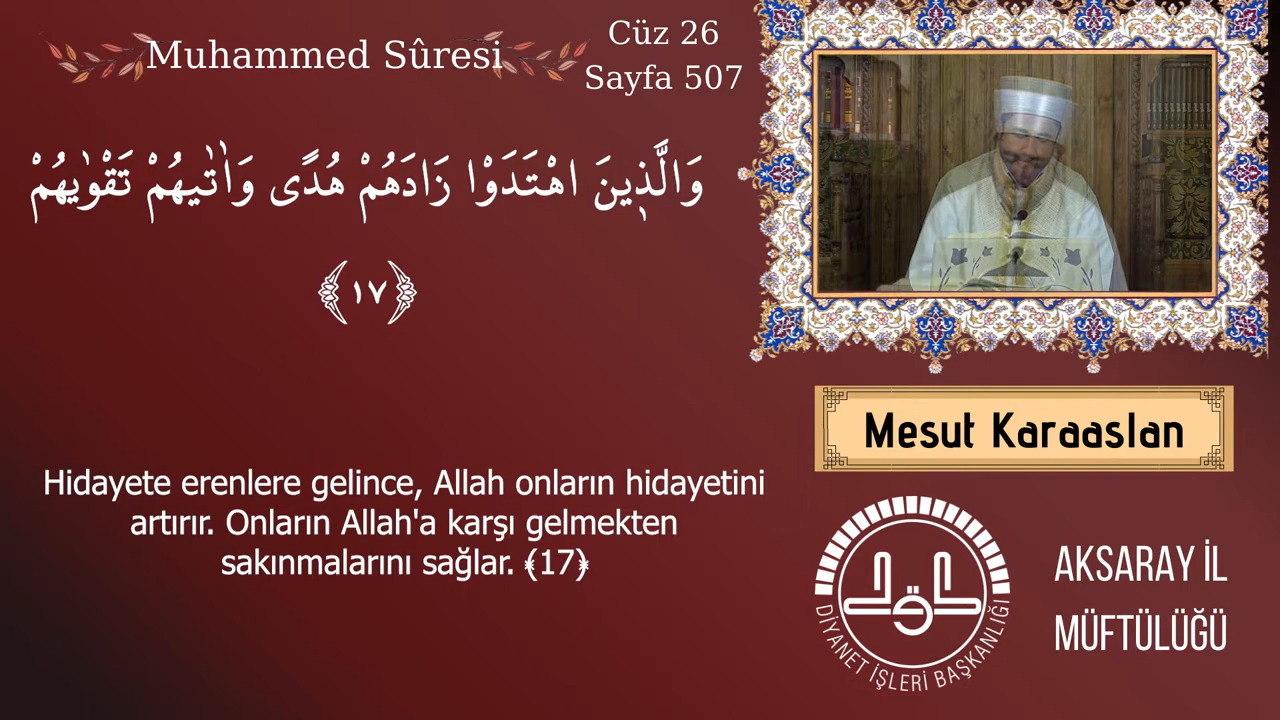 Muhammed Sûresi
Cüz 26
Sayfa 507
وَالَّذ۪ينَ اهْتَدَوْا زَادَهُمْ هُدًى وَاٰتٰيهُمْ تَقْوٰيهُمْ
﴿١٧﴾
Hidayete erenlere gelince, Allah onların hidayetini
artırır. Onların Allah'a karşı gelmekten
sakınmalarını sağlar. ﴾17﴿
Mesut Karaaslan
DİYANET İŞLERİ BAŞKANLIĞI
AKSARAY İL
MÜFTÜLÜĞÜ